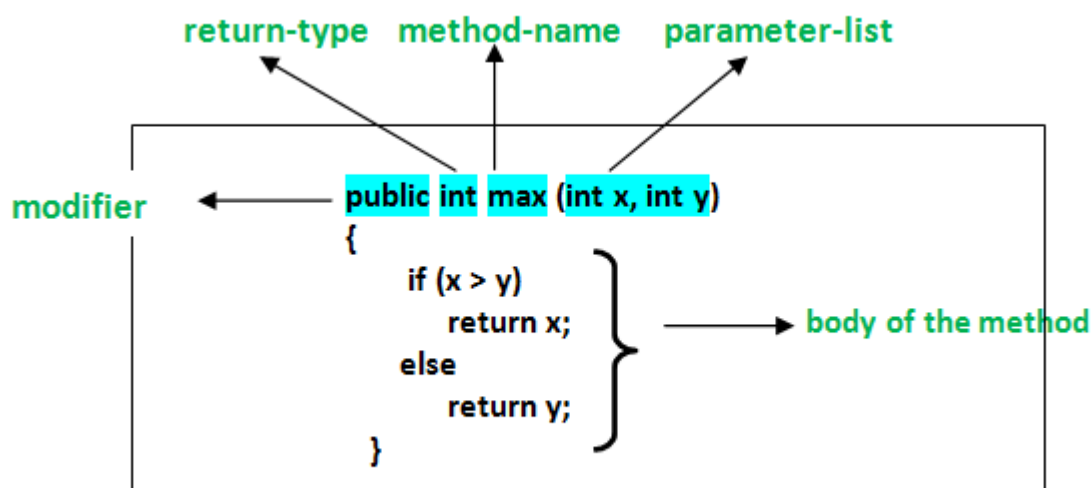 return-type method-name parameter-list
modifier
public int max (int x, int y)
{
if (x > y)
return x;
else
return y;
}
body of the method